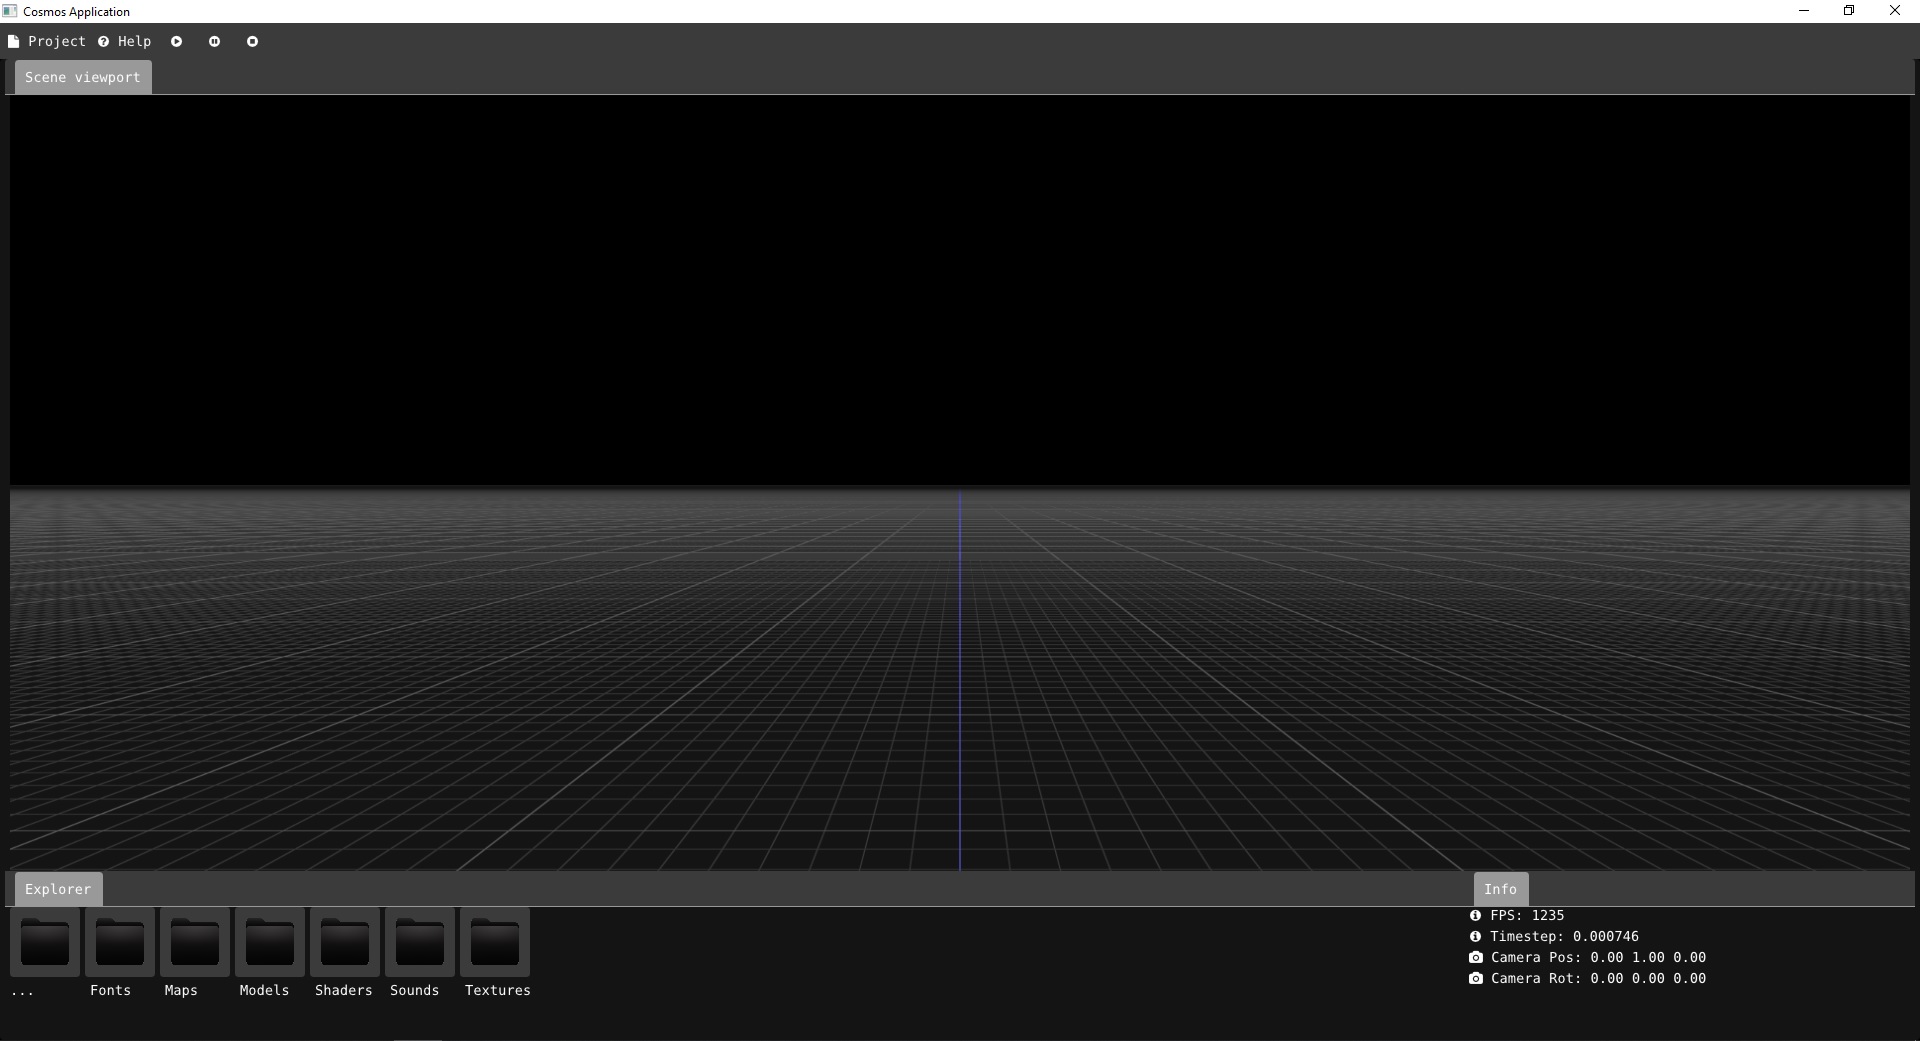 Cosmos Application
Project Help
Scene viewport
Explorer
Info
... Fonts Maps Models Shaders Sounds Textures
FPS: 1235
Timestep: 0.000746
Camera Pos: 0.00 1.00 0.00
Camera Rot: 0.00 0.00 0.00